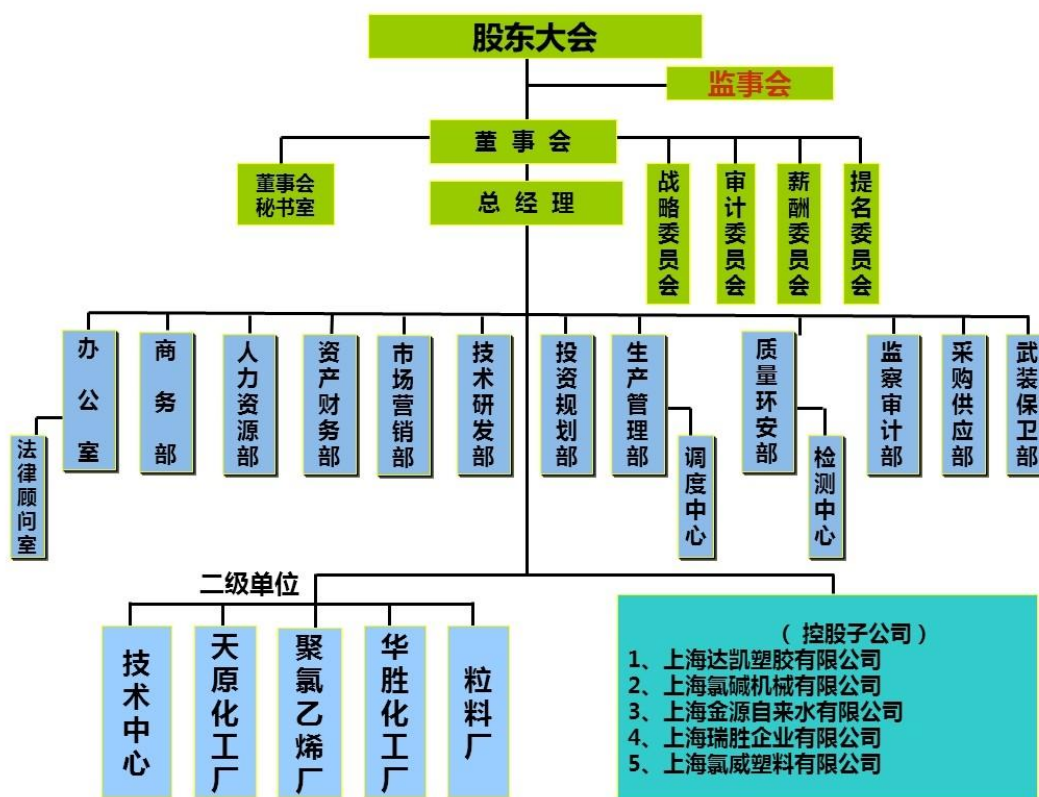 股东大会
监事会
董 事 会
董事会
秘书室
总 经 理
战略委员会
审计委员会
薪酬委员会
提名委员会
办公室
商务部
人力资源部
资产财务部
市场营销部
技术研发部
投资规划部
生产管理部
质量环安部
监察审计部
采购供应部
武装保卫部
法律顾问室
调度中心
检测中心
二级单位
技术中心
天原化工厂
聚氯乙烯厂
华胜化工厂
粒料厂
（ 控股子公司 ）
1、上海达凯塑胶有限公司
2、上海氯碱机械有限公司
3、上海金源自来水有限公司
4、上海瑞胜企业有限公司
5、上海氯威塑料有限公司